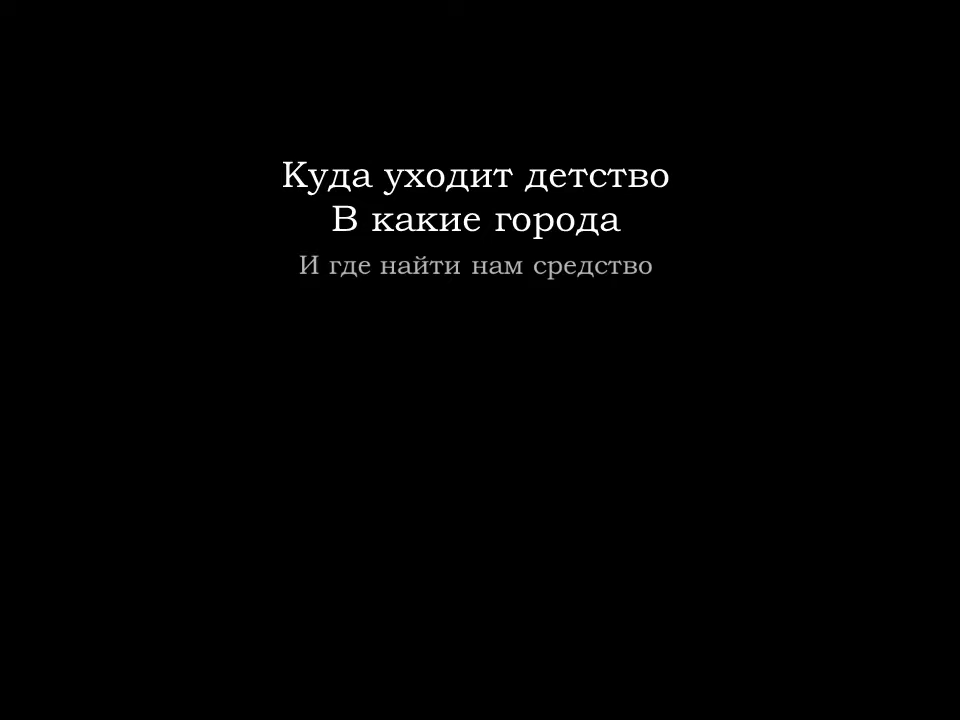 Куда уходит детство
В какие города
И где найти нам средство